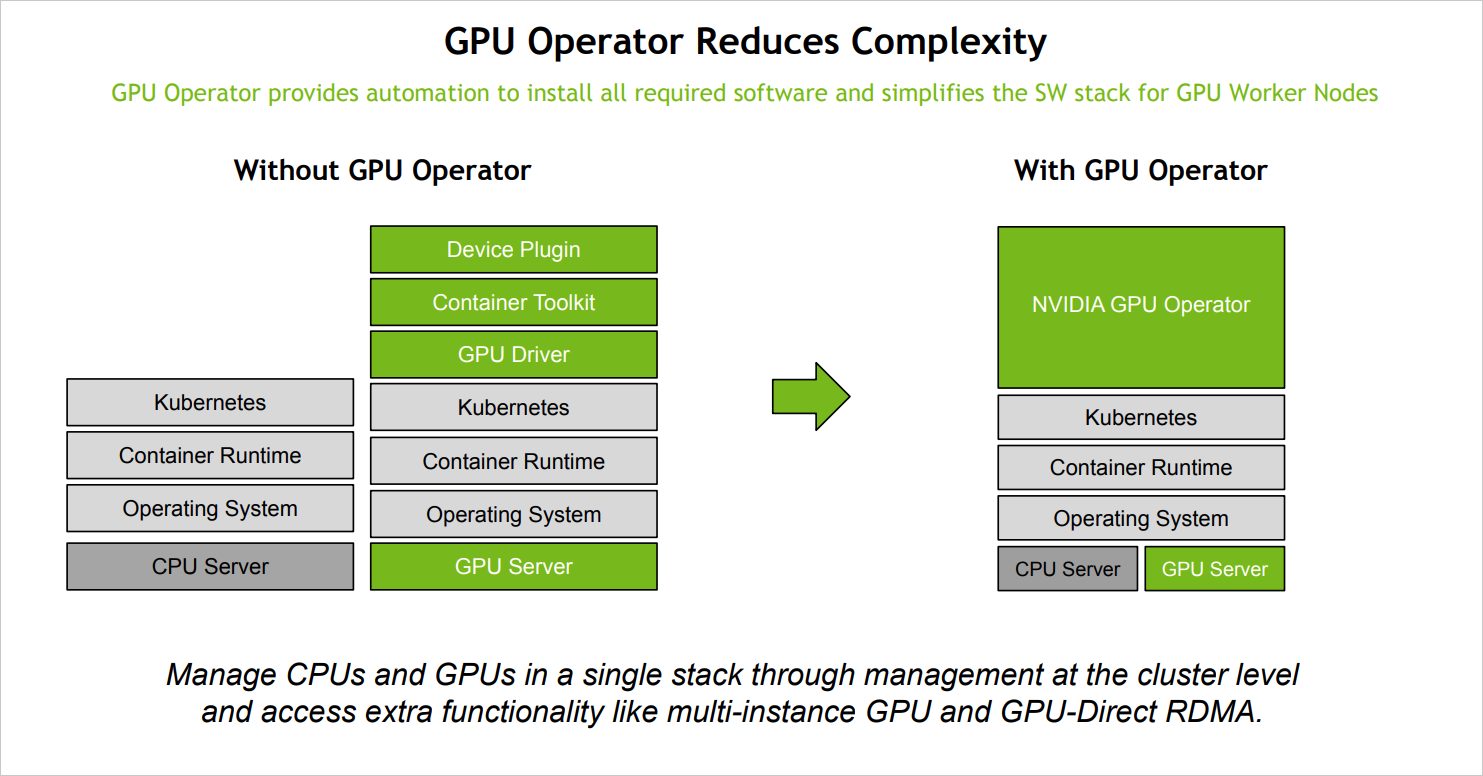 GPU Operator Reduces Complexity
GPU Operator provides automation to install all required software and simplifies the SW stack for GPU Worker Nodes
Without GPU Operator
Kubernetes
Container Runtime
Operating System
CPU Server
Device Plugin
Container Toolkit
GPU Driver
Kubernetes
Container Runtime
Operating System
GPU Server
With GPU Operator
NVIDIA GPU Operator
Kubernetes
Container Runtime
Operating System
CPU Server
GPU Server
Manage CPUs and GPUs in a single stack through management at the cluster level
and access extra functionality like multi-instance GPU and GPU-Direct RDMA.